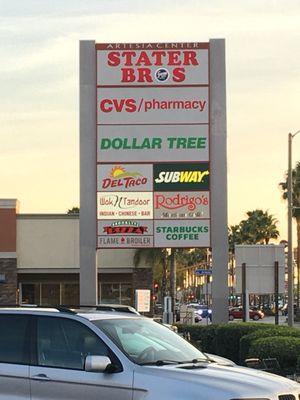 ARTESIA CENTER
STATER
BROS
CVS/pharmacy
DOLLAR TREE
DEL TACO
SUBWAY
Wok N Tandoor
INDIAN - CHINESE - BAR
Rodrigo's
PIZZA
FLAME BROILER
STARBUCKS
COFFEE